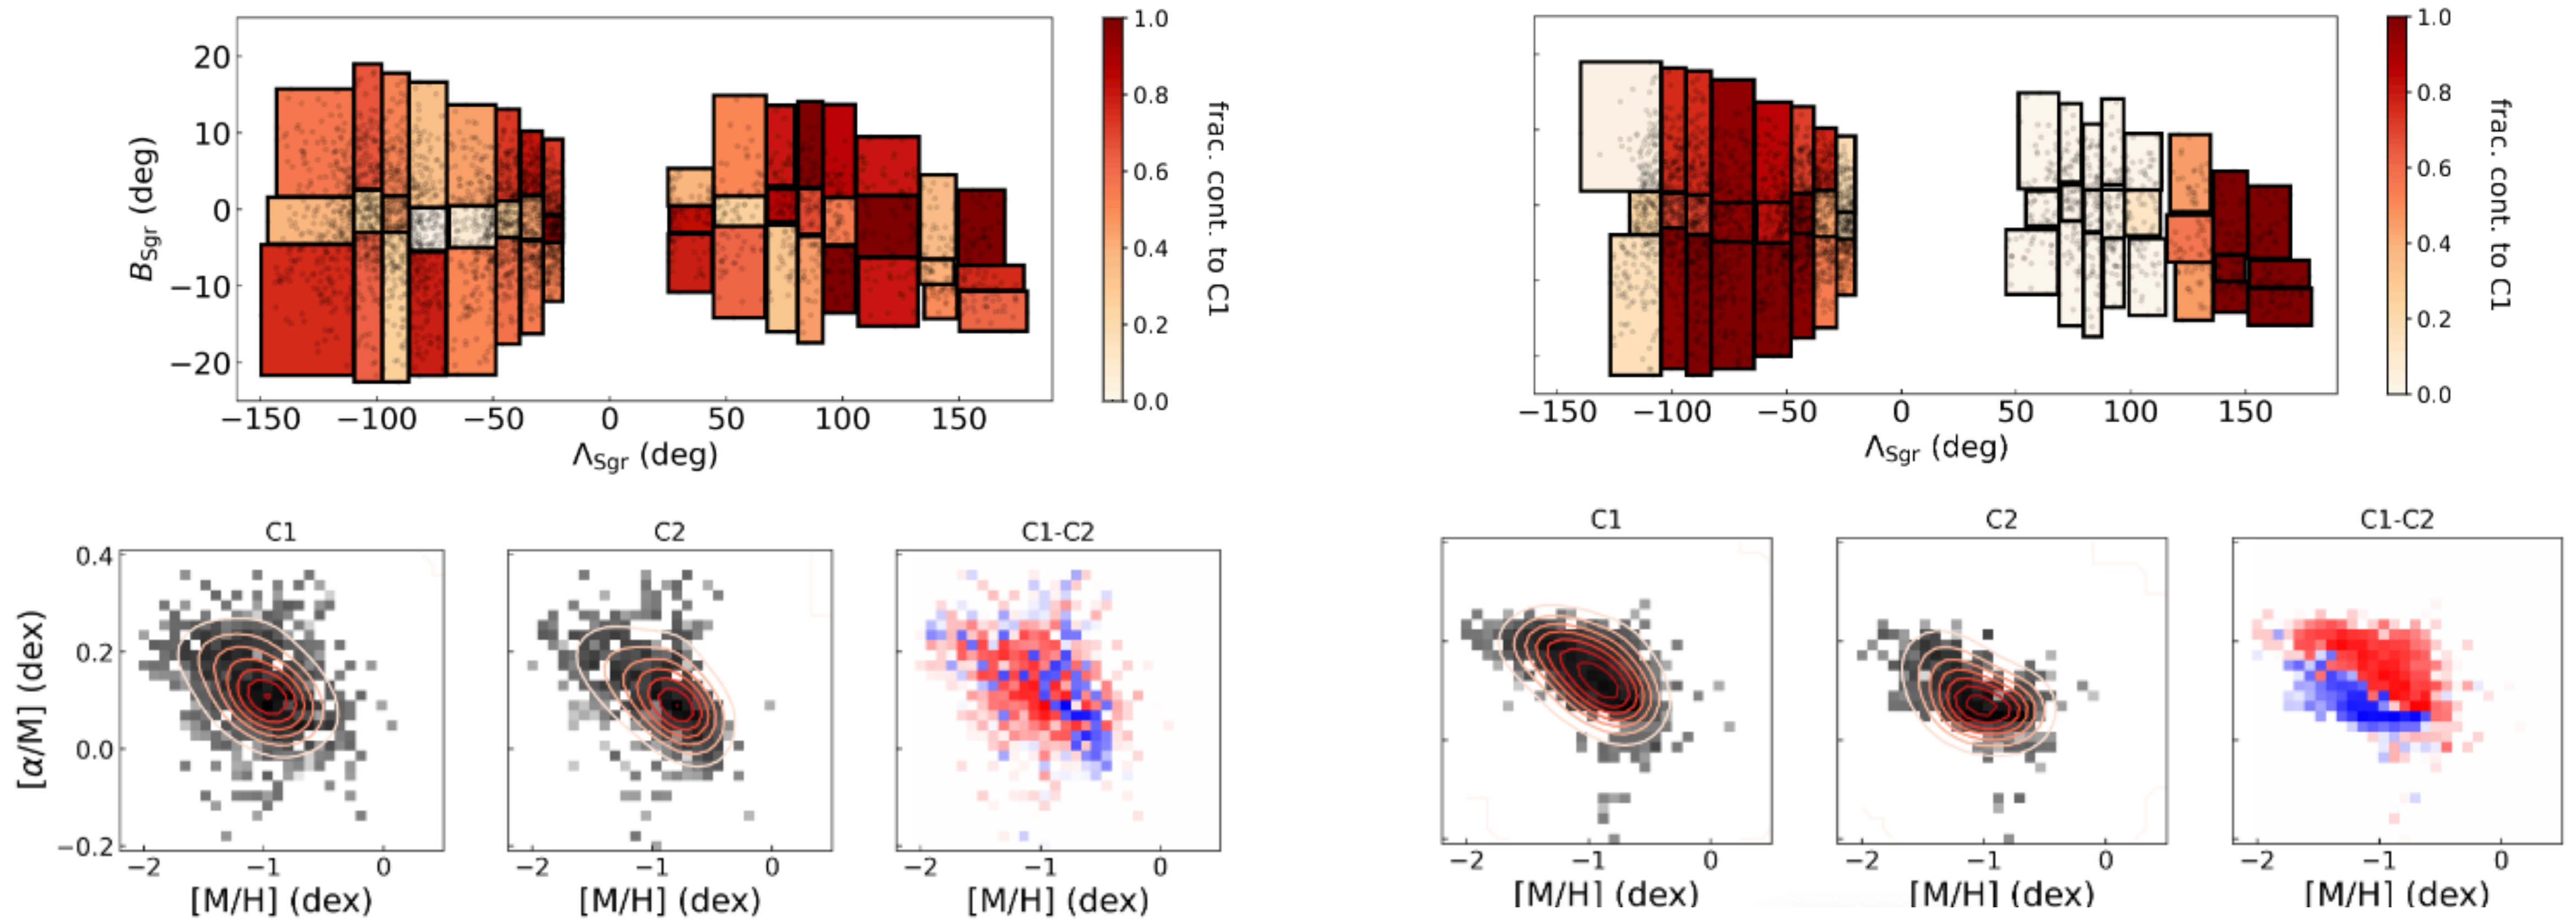 20
10
0
−10
−20
B_Sgr (deg)
−150 −100 −50 0 50 100 150
Λ_Sgr (deg)
1.0
0.8
0.6
0.4
0.2
0.0
frac. cont. to C1
−150 −100 −50 0 50 100 150
Λ_Sgr (deg)
1.0
0.8
0.6
0.4
0.2
0.0
frac. cont. to C1
C1 C2 C1-C2
0.4
0.2
0.0
−0.2
[α/M] (dex)
−2 −1 0 −2 −1 0 −2 −1 0
[M/H] (dex) [M/H] (dex) [M/H] (dex)
C1 C2 C1-C2
−2 −1 0 −2 −1 0 −2 −1 0
[M/H] (dex) [M/H] (dex) [M/H] (dex)